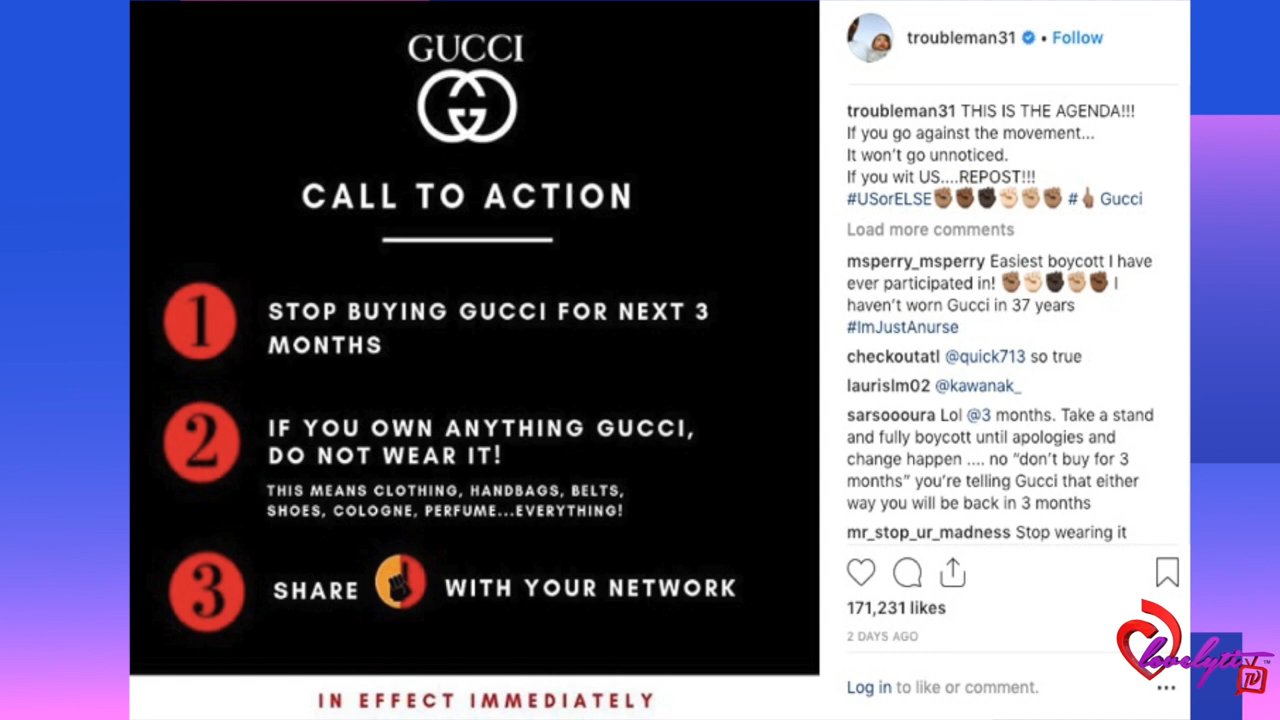 GUCCI
CALL TO ACTION
1
STOP BUYING GUCCI FOR NEXT 3
MONTHS
2
IF YOU OWN ANYTHING GUCCI,
DO NOT WEAR IT!
THIS MEANS CLOTHING, HANDBAGS, BELTS,
SHOES, COLOGNE, PERFUME...EVERYTHING!
3
SHARE WITH YOUR NETWORK
IN EFFECT IMMEDIATELY
troubleman31 • Follow
troubleman31 THIS IS THE AGENDA!!!
If you go against the movement...
It won't go unnoticed.
If you wit US....REPOST!!!
#USorELSE✊🏽✊🏾✊🏿✊🏻✊🏼✊🏽 #🖕🏼Gucci
Load more comments
msperry_msperry Easiest boycott I have
ever participated in! ✊🏽✊🏻✊🏿✊🏼✊🏾 I
haven't worn Gucci in 37 years
#ImJustAnurse
checkoutatl @quick713 so true
laurislm02 @kawanak_
sarsoooura Lol @3 months. Take a stand
and fully boycott until apologies and
change happen .... no “don't buy for 3
months” you're telling Gucci that either
way you will be back in 3 months
mr_stop_ur_madness Stop wearing it
171,231 likes
2 DAYS AGO
Log in to like or comment.
lovelyti
TV
TM